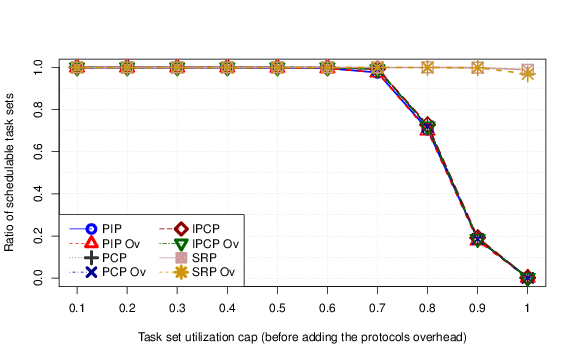 Ratio of schedulable task sets
1.0
0.8
0.6
0.4
0.2
0.0
PIP
PIP Ov
PCP
PCP Ov
IPCP
IPCP Ov
SRP
SRP Ov
0.1 0.2 0.3 0.4 0.5 0.6 0.7 0.8 0.9 1
Task set utilization cap (before adding the protocols overhead)